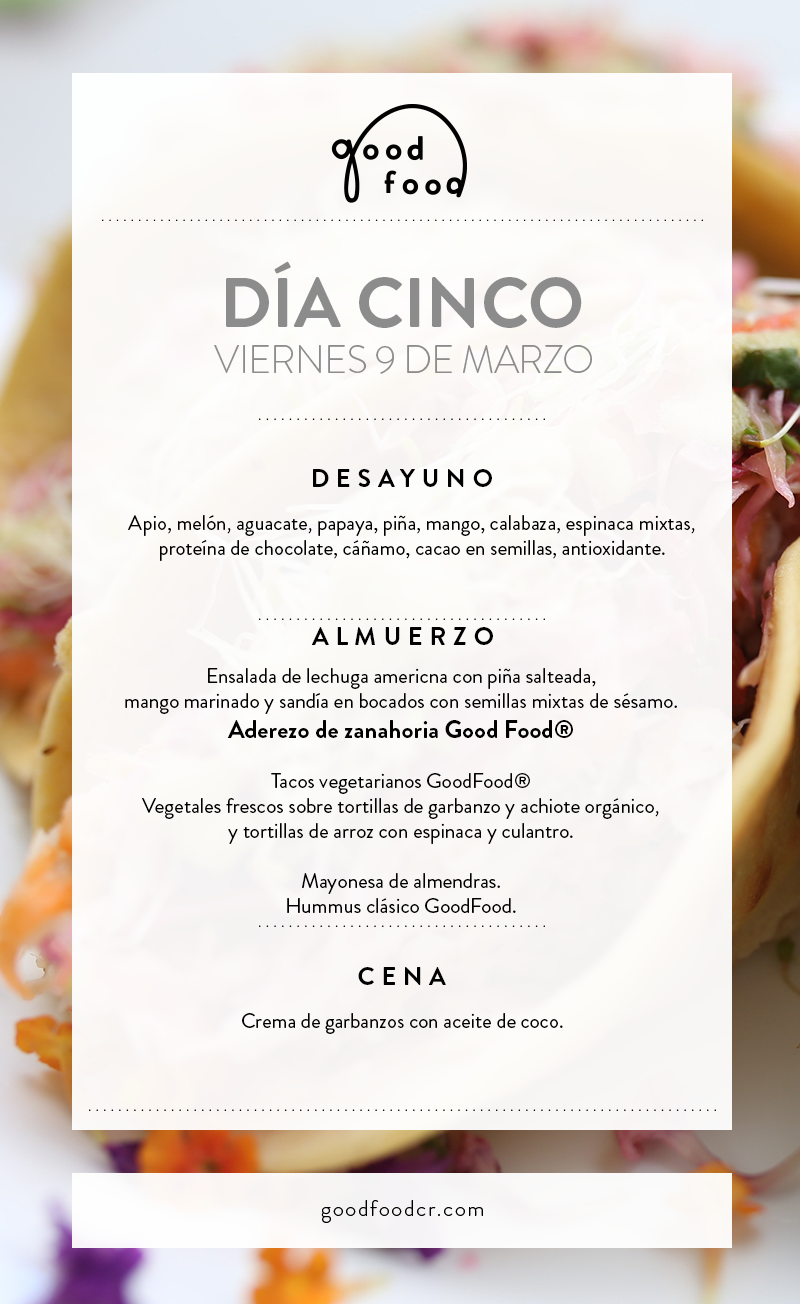 good
food
DÍA CINCO
VIERNES 9 DE MARZO
DESAYUNO
Apio, melón, aguacate, papaya, piña, mango, calabaza, espinaca mixtas,
proteína de chocolate, cáñamo, cacao en semillas, antioxidante.
ALMUERZO
Ensalada de lechuga americna con piña salteada,
mango marinado y sandía en bocados con semillas mixtas de sésamo.
Aderezo de zanahoria Good Food®
Tacos vegetarianos GoodFood®
Vegetales frescos sobre tortillas de garbanzo y achiote orgánico,
y tortillas de arroz con espinaca y culantro.
Mayonesa de almendras.
Hummus clásico GoodFood.
CENA
Crema de garbanzos con aceite de coco.
goodfoodcr.com